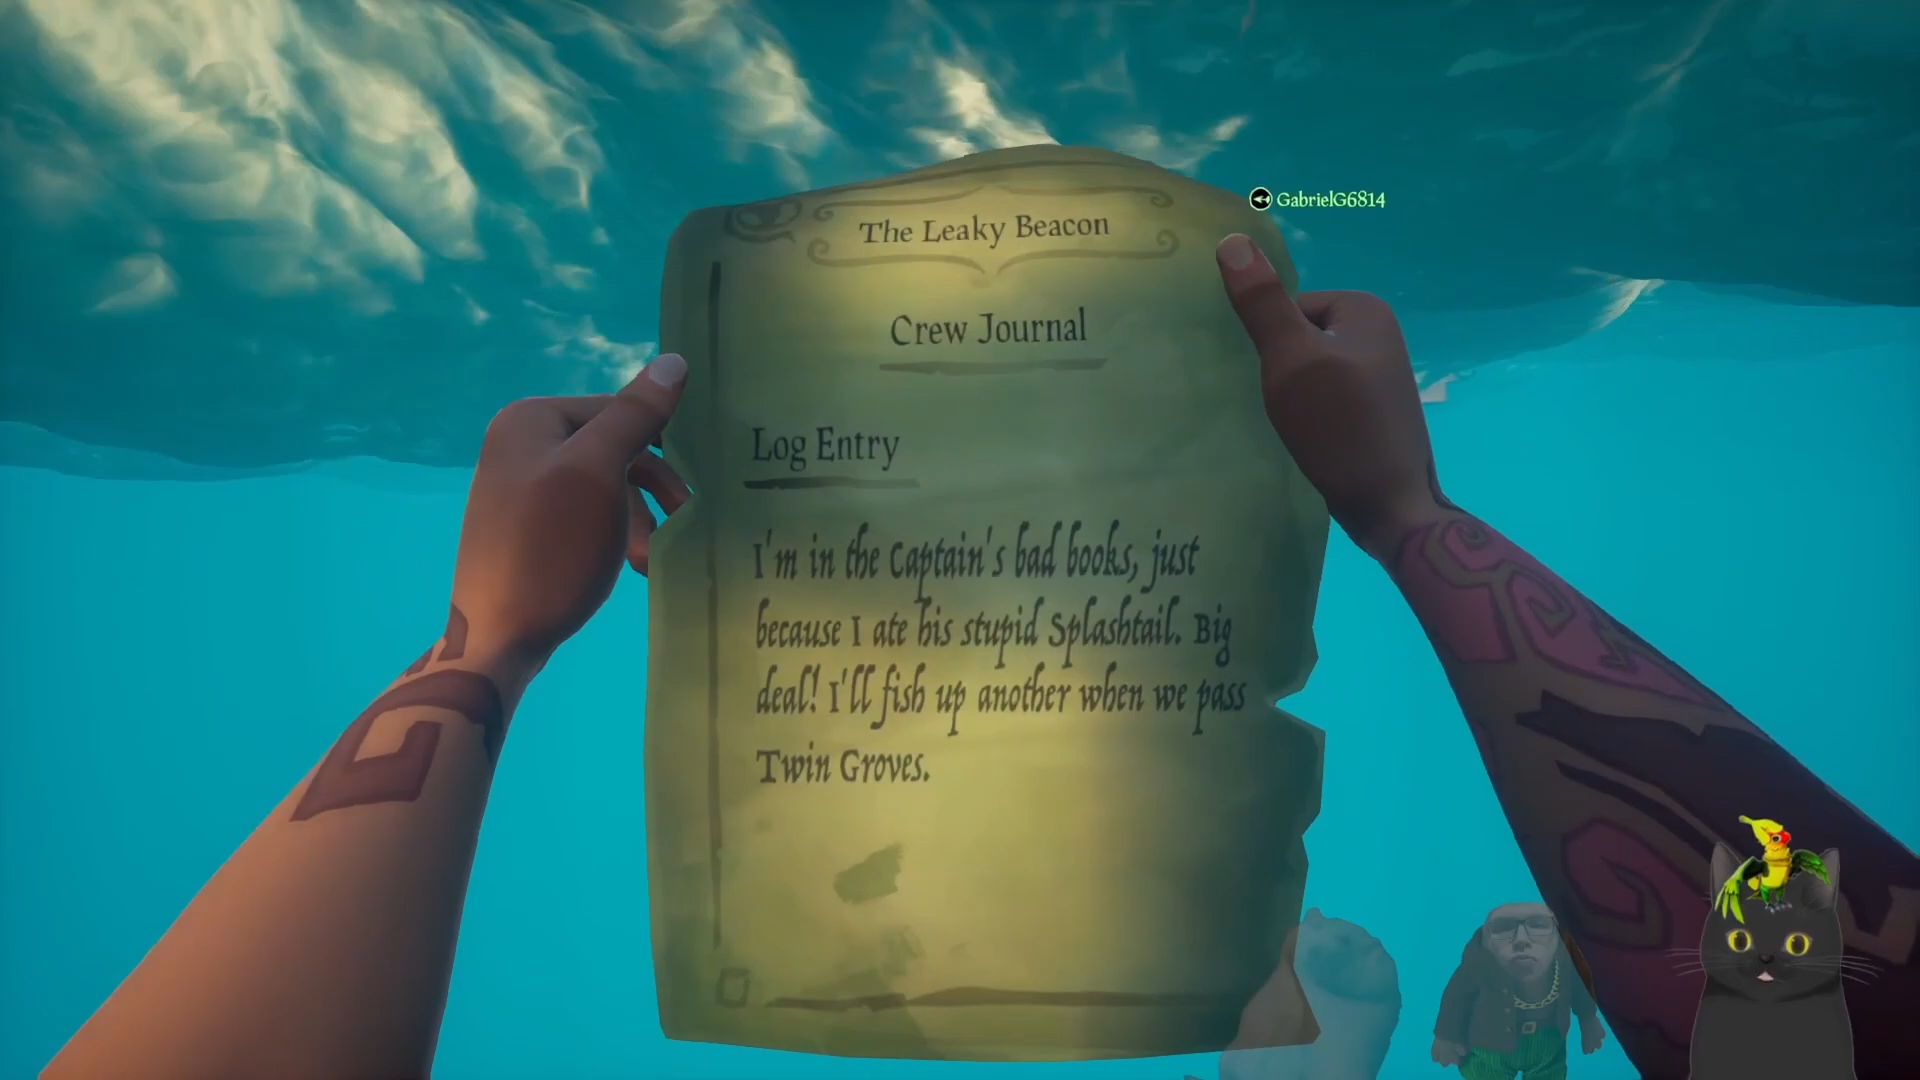 The Leaky Beacon
GabrielG6814
Crew Journal
Log Entry
I'm in the Captain's bad books, just
because I ate his stupid Splashtail. Big
deal! I'll fish up another when we pass
Twin Groves.